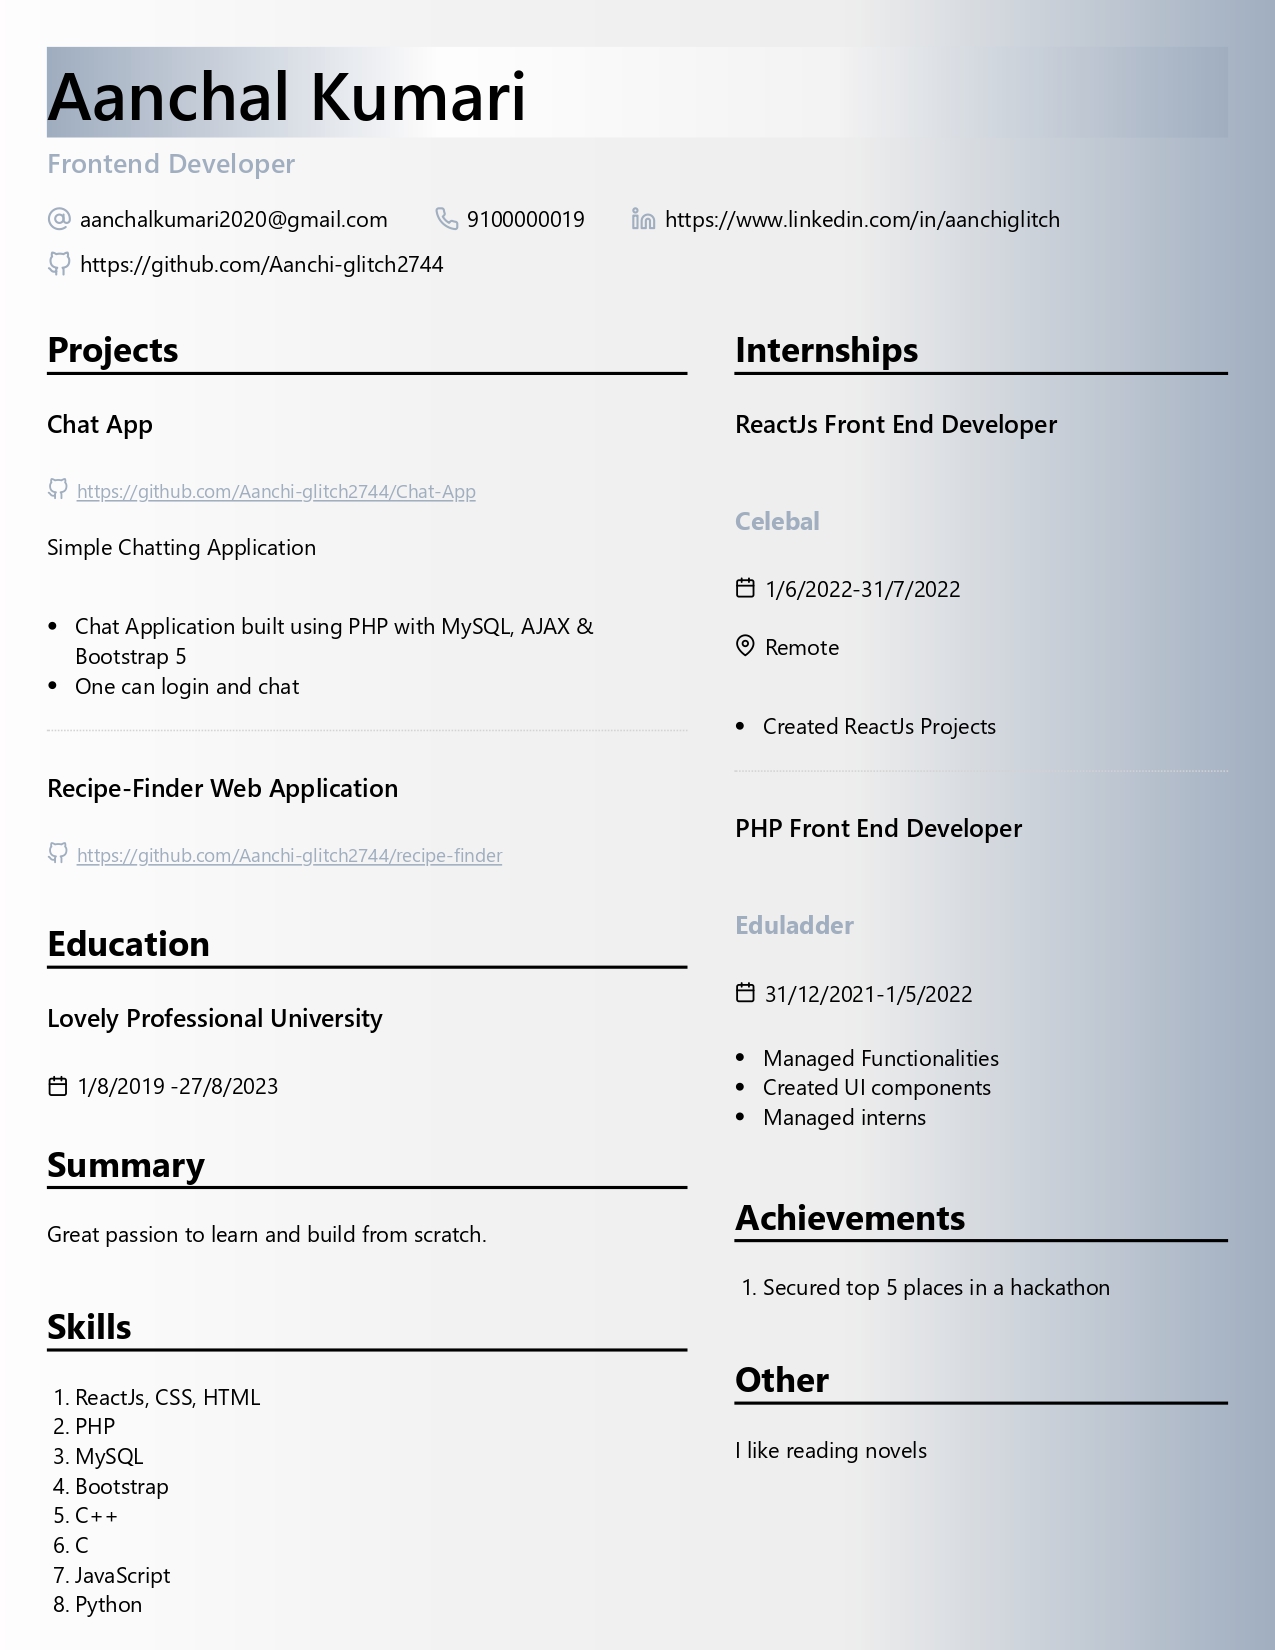 Aanchal Kumari
Frontend Developer
aanchalkumari2020@gmail.com
9100000019
https://www.linkedin.com/in/aanchiglitch
https://github.com/Aanchi-glitch2744
Projects
Chat App
https://github.com/Aanchi-glitch2744/Chat-App
Simple Chatting Application
• Chat Application built using PHP with MySQL, AJAX &
Bootstrap 5
• One can login and chat
Recipe-Finder Web Application
https://github.com/Aanchi-glitch2744/recipe-finder
Education
Lovely Professional University
1/8/2019 -27/8/2023
Summary
Great passion to learn and build from scratch.
Skills
1. ReactJs, CSS, HTML
2. PHP
3. MySQL
4. Bootstrap
5. C++
6. C
7. JavaScript
8. Python
Internships
ReactJs Front End Developer
Celebal
1/6/2022-31/7/2022
Remote
• Created ReactJs Projects
PHP Front End Developer
Eduladder
31/12/2021-1/5/2022
• Managed Functionalities
• Created UI components
• Managed interns
Achievements
1. Secured top 5 places in a hackathon
Other
I like reading novels